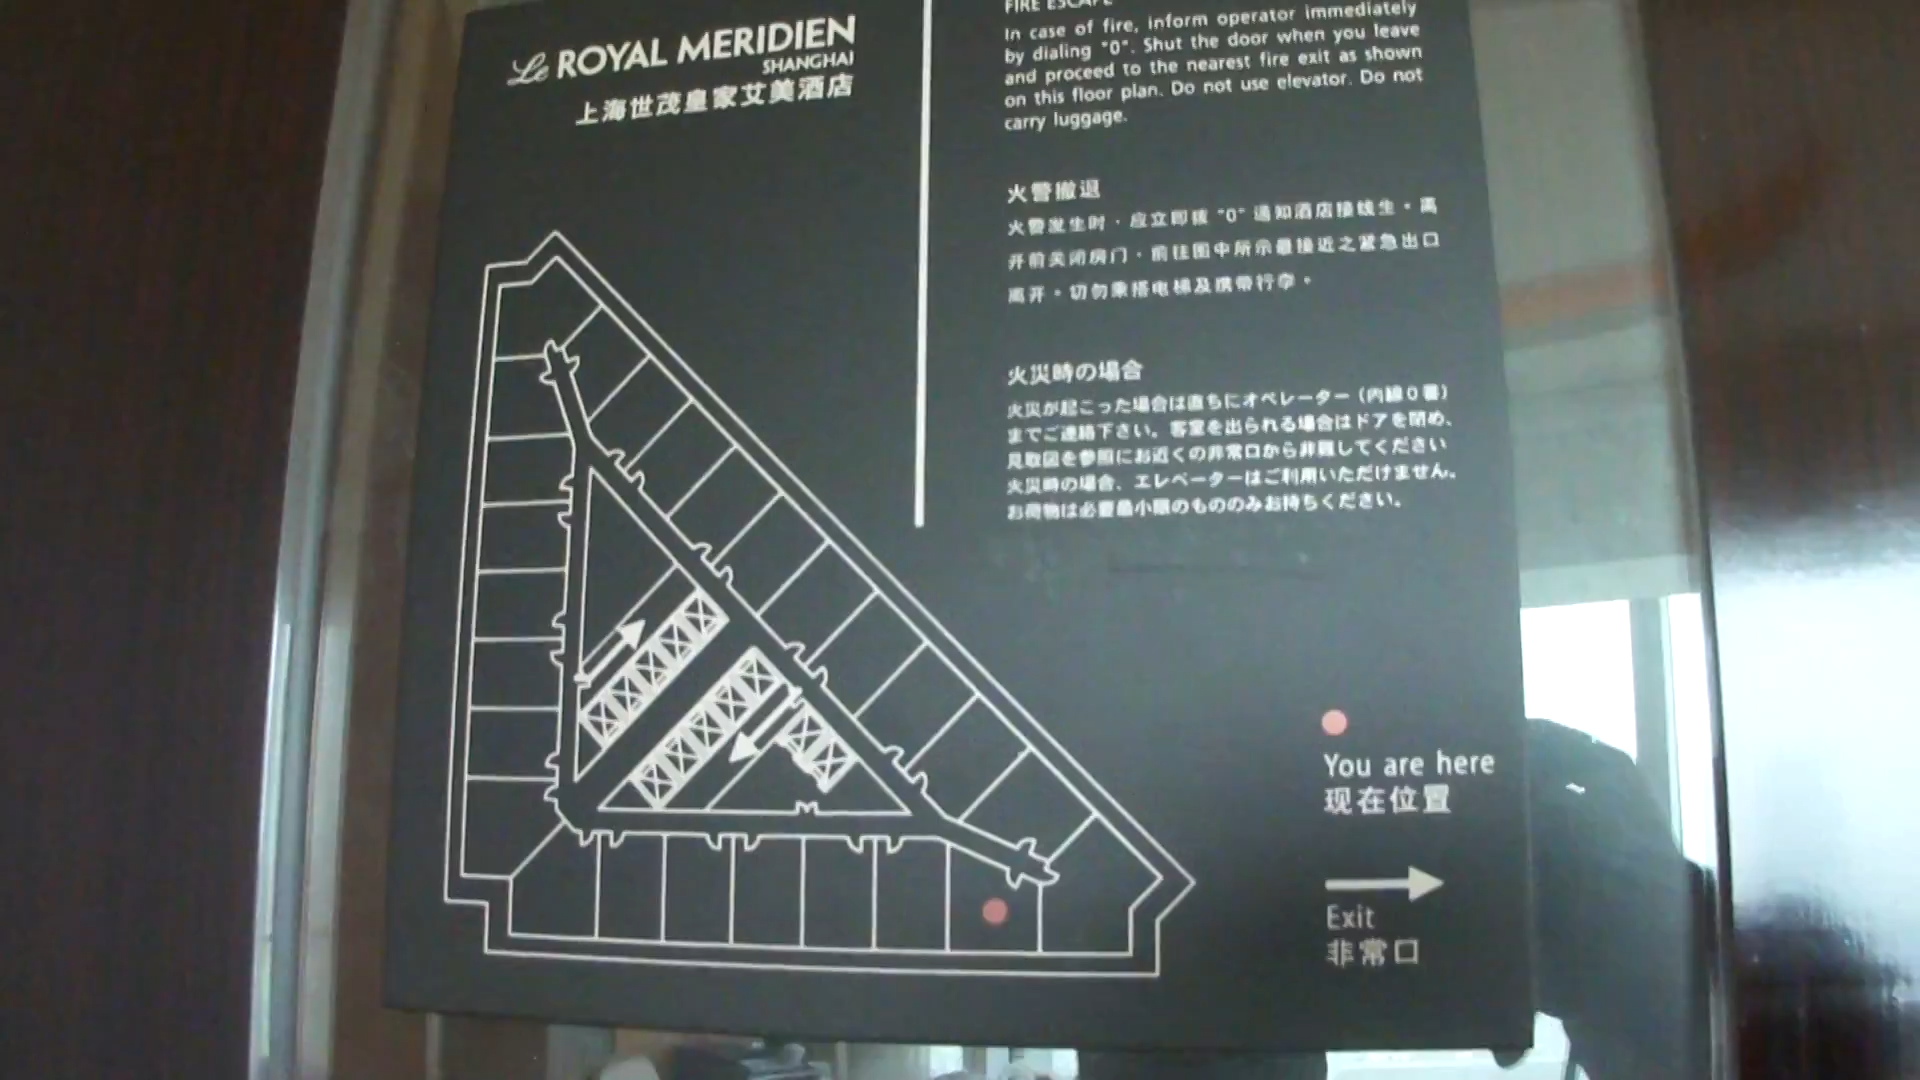 Le ROYAL MERIDIEN
SHANGHAI
上海世茂皇家艾美酒店
FIRE ESCAPE
In case of fire, inform operator immediately
by dialing "0". Shut the door when you leave
and proceed to the nearest fire exit as shown
on this floor plan. Do not use elevator. Do not
carry luggage.
火警撤退
火警发生时，应立即拨 "0" 通知酒店接线生。离
开前关闭房门，前往图中所示最接近之紧急出口
离开。切勿乘搭电梯及携带行李。
火災時の場合
火災が起こった場合は直ちにオペレーター（内線０番）
までご連絡下さい。客室を出られる場合はドアを閉め、
見取図を参照にお近くの非常口から非難してください
火災時の場合、エレベーターはご利用いただけません。
お荷物は必要最小限のもののみお持ちください。
You are here
现在位置
Exit
非常口